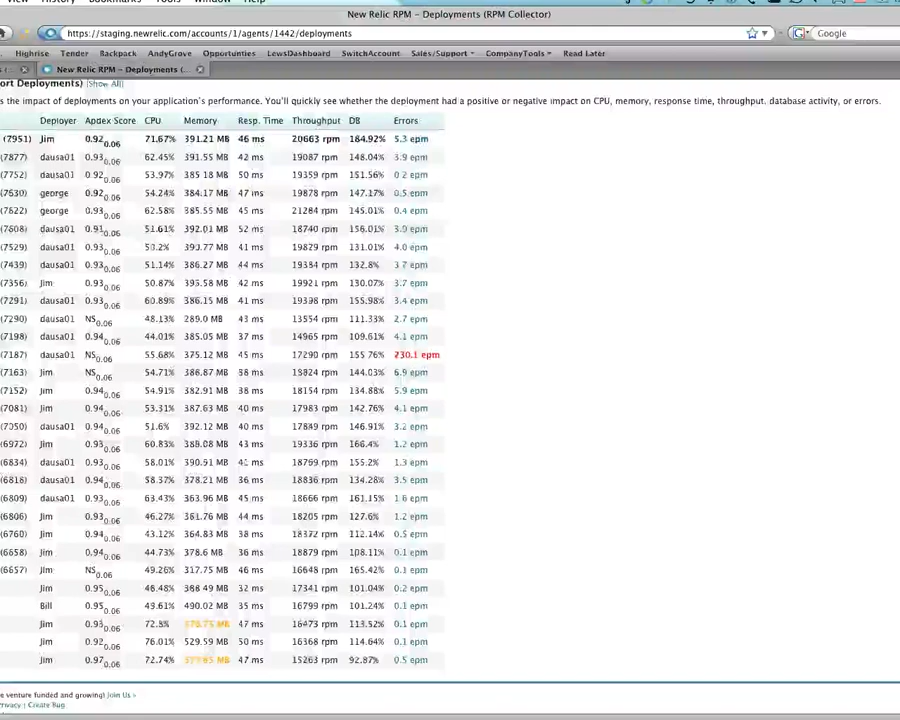 View History Bookmarks Tools Window Help
New Relic RPM – Deployments (RPM Collector)
https://staging.newrelic.com/accounts/1/agents/1442/deployments
Google
Highrise Tender Backpack AndyGrove Opportunities LewsDashboard SwitchAccount Sales/Support CompanyTools Read Later
New Relic RPM – Deployments (...
ort Deployments) (Show All)
s the impact of deployments on your application's performance. You'll quickly see whether the deployment had a positive or negative impact on CPU, memory, response time, throughput, database activity, or errors.
Deployer Apdex Score CPU Memory Resp. Time Throughput DB Errors
(7951) Jim 0.92 0.06 71.67% 391.21 MB 46 ms 20663 rpm 184.92% 5.3 epm
(7877) dausa01 0.93 0.06 62.45% 391.55 MB 42 ms 19087 rpm 148.04% 3.9 epm
(7752) dausa01 0.92 0.06 53.97% 385.18 MB 50 ms 19359 rpm 151.56% 0.2 epm
(7630) george 0.92 0.06 54.24% 384.17 MB 47 ms 19878 rpm 147.17% 0.5 epm
(7622) george 0.93 0.06 62.58% 385.55 MB 45 ms 21284 rpm 145.01% 0.4 epm
(7608) dausa01 0.91 0.06 51.61% 392.01 MB 52 ms 18740 rpm 156.01% 3.9 epm
(7529) dausa01 0.93 0.06 50.2% 390.77 MB 41 ms 19829 rpm 131.01% 4.0 epm
(7439) dausa01 0.93 0.06 51.14% 386.27 MB 44 ms 19384 rpm 132.8% 3.7 epm
(7356) Jim 0.93 0.06 50.87% 393.58 MB 42 ms 19921 rpm 130.07% 3.7 epm
(7291) dausa01 0.93 0.06 60.89% 386.15 MB 41 ms 19398 rpm 155.98% 3.4 epm
(7290) dausa01 NS 0.06 48.13% 289.0 MB 43 ms 13554 rpm 111.33% 2.7 epm
(7198) dausa01 0.94 0.06 44.01% 385.05 MB 37 ms 14965 rpm 109.61% 4.1 epm
(7187) dausa01 NS 0.06 55.68% 375.12 MB 45 ms 17290 rpm 155.76% 230.1 epm
(7163) Jim NS 0.06 54.71% 386.87 MB 38 ms 18824 rpm 144.03% 6.9 epm
(7152) Jim 0.94 0.06 54.91% 382.91 MB 38 ms 18154 rpm 134.88% 5.9 epm
(7081) Jim 0.94 0.06 53.31% 387.63 MB 40 ms 17983 rpm 142.76% 4.1 epm
(7050) dausa01 0.94 0.06 51.6% 392.12 MB 40 ms 17849 rpm 146.91% 3.2 epm
(6972) Jim 0.93 0.06 60.83% 388.08 MB 43 ms 19336 rpm 166.4% 1.2 epm
(6834) dausa01 0.93 0.06 58.01% 390.91 MB ms 18769 rpm 155.2% 1.3 epm
(6816) dausa01 0.94 0.06 58.37% 378.21 MB 36 ms 18836 rpm 134.28% 3.5 epm
(6809) dausa01 0.93 0.06 63.43% 363.96 MB 45 ms 18666 rpm 161.15% 1.6 epm
(6806) Jim 0.93 0.06 46.27% 361.76 MB 44 ms 18205 rpm 127.6% 1.2 epm
(6760) Jim 0.94 0.06 43.12% 364.83 MB 38 ms 18372 rpm 112.14% 0.5 epm
(6658) Jim 0.94 0.06 44.73% 378.6 MB 36 ms 18879 rpm 108.11% 0.1 epm
(6657) Jim NS 0.06 49.26% 317.75 MB 46 ms 16648 rpm 165.42% 0.1 epm
Jim 0.95 0.06 46.48% 388.49 MB 32 ms 17341 rpm 101.04% 0.2 epm
Bill 0.95 0.06 49.61% 490.02 MB 35 ms 16799 rpm 101.24% 0.1 epm
Jim 0.93 0.06 72.8% MB 47 ms 16473 rpm 113.52% 0.1 epm
Jim 0.92 0.06 76.01% 529.59 MB 50 ms 16368 rpm 114.64% 0.1 epm
Jim 0.97 0.06 72.74% MB 47 ms 15263 rpm 92.87% 0.5 epm
e venture funded and growing! Join Us »
rivacy | Create Bug